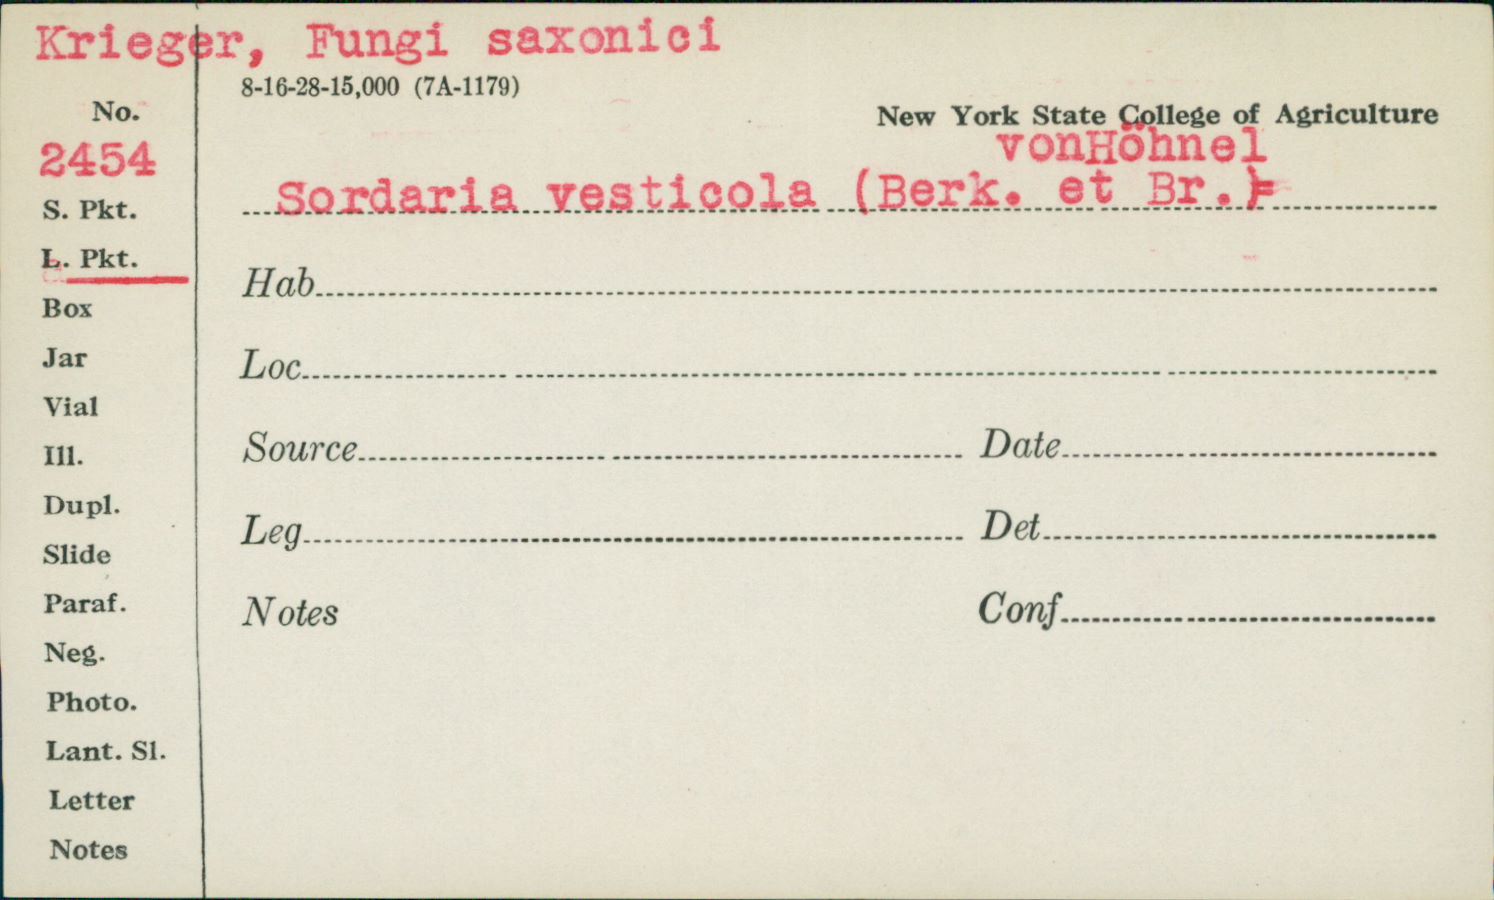 Krieger, Fungi saxonici
8-16-28-15,000 (7A-1179)
No.
New York State College of Agriculture
vonHöhnel
2454
Sordaria vesticola (Berk. et Br.)=
S. Pkt.
L. Pkt.
Hab
Box
Loc
Jar
Vial
Source
Date
Ill.
Dupl.
Leg
Det
Slide
Paraf.
Notes
Conf
Neg.
Photo.
Lant. Sl.
Letter
Notes